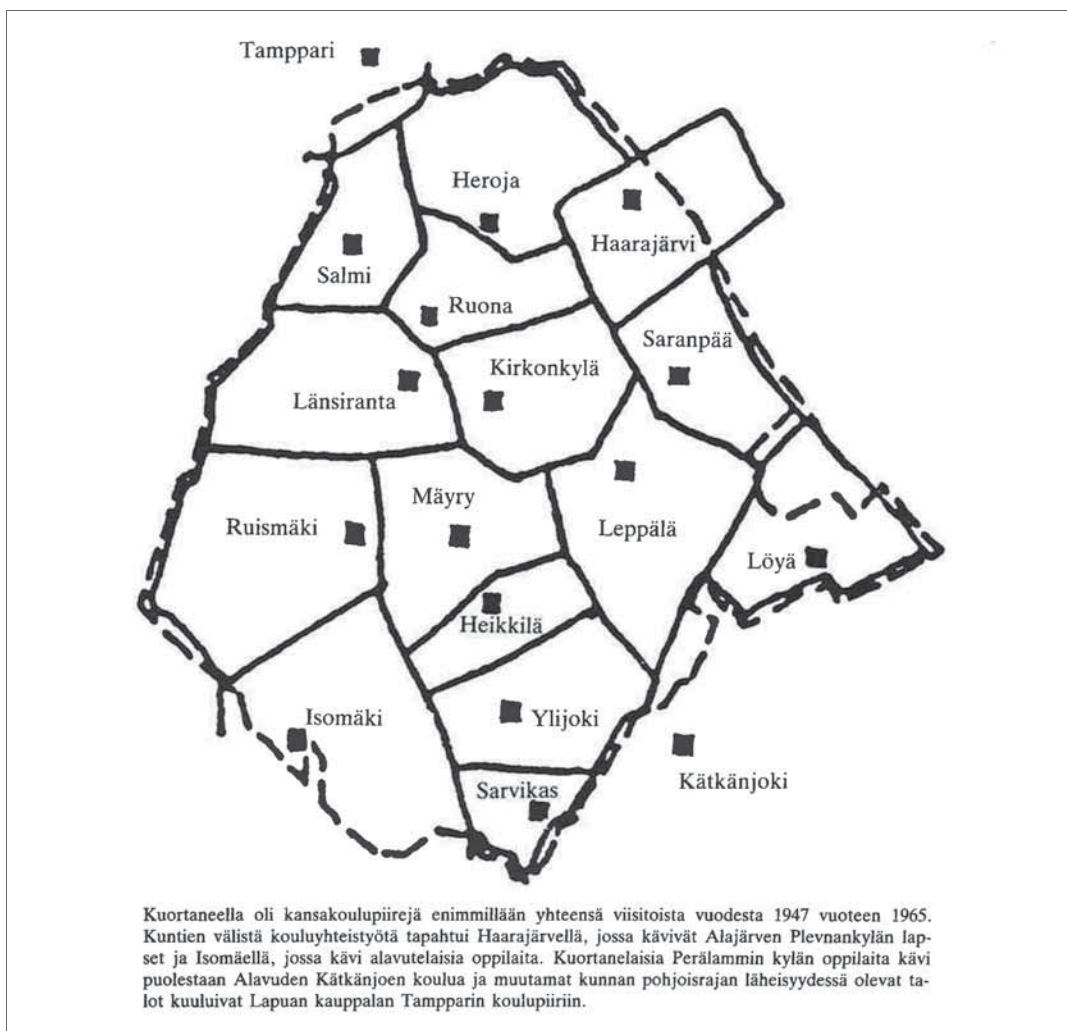 Tamppari
Heroja
Haarajärvi
Salmi
Ruona
Saranpää
Kirkonkylä
Länsiranta
Mäyry
Ruismäki
Leppälä
Löyä
Heikkilä
Isomäki
Ylijoki
Kätkänjoki
Sarvikas
Kuortaneella oli kansakoulupiirejä enimmillään yhteensä viisitoista vuodesta 1947 vuoteen 1965.
Kuntien välistä kouluyhteistyötä tapahtui Haarajärvellä, jossa kävivät Alajärven Plevnankylän lap-
set ja Isomäellä, jossa kävi alavutelaisia oppilaita. Kuortanelaisia Perälammin kylän oppilaita kävi
puolestaan Alavuden Kätkänjoen koulua ja muutamat kunnan pohjoisrajan läheisyydessä olevat ta-
lot kuuluivat Lapuan kauppalan Tampparin koulupiiriin.